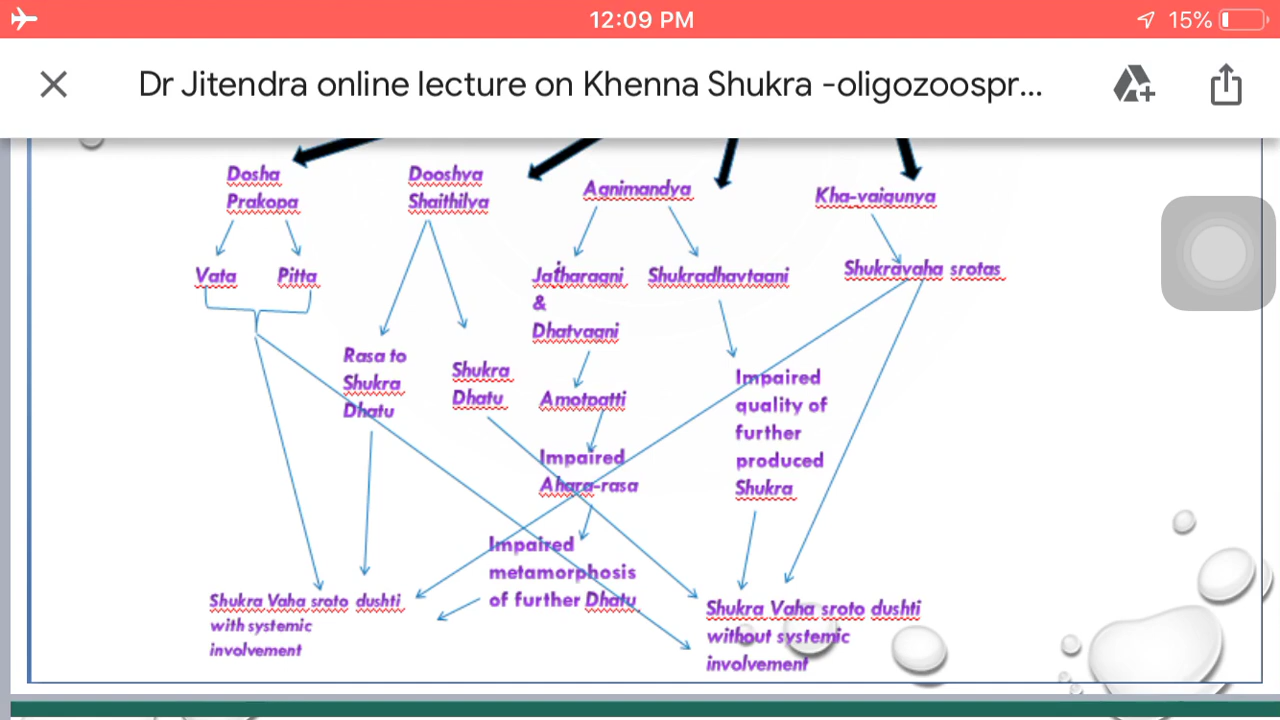 12:09 PM
15%
Dr Jitendra online lecture on Khenna Shukra -oligozoospr...
Dosha
Prakopa
Dooshya
Shaithilya
Agnimandya
Kha-vaigunya
Vata
Pitta
Jatharagni
&
Dhatvagni
Shukradhavtaani
Shukravaha srotas
Rasa to
Shukra
Dhatu
Shukra
Dhatu
Amotpatti
Impaired
Ahara-rasa
Impaired
quality of
further
produced
Shukra
Impaired
metamorphosis
of further Dhatu
Shukra Vaha sroto dushti
with systemic
involvement
Shukra Vaha sroto dushti
without systemic
involvement